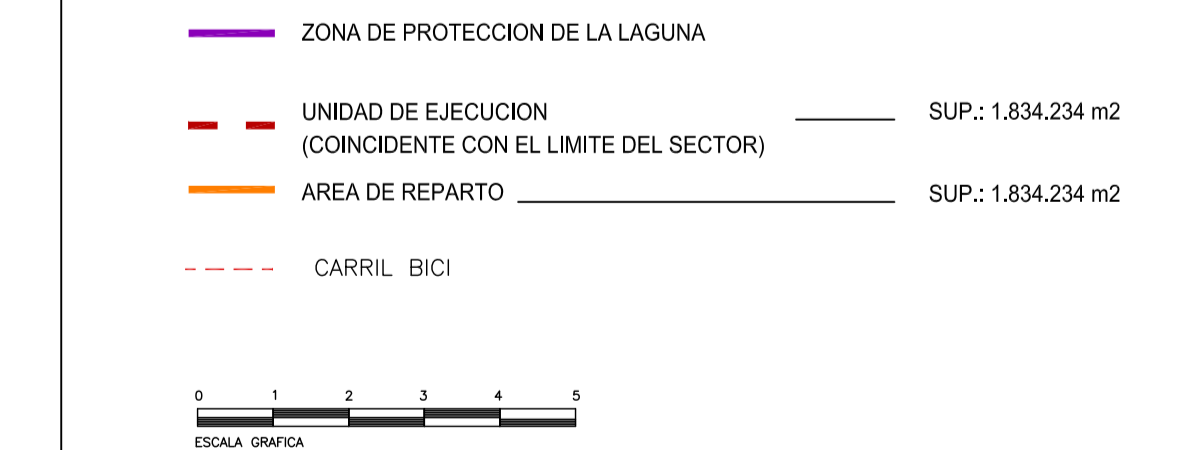 ZONA DE PROTECCION DE LA LAGUNA
UNIDAD DE EJECUCION SUP.: 1.834.234 m2
(COINCIDENTE CON EL LIMITE DEL SECTOR)
AREA DE REPARTO SUP.: 1.834.234 m2
CARRIL BICI
0 1 2 3 4 5
ESCALA GRAFICA